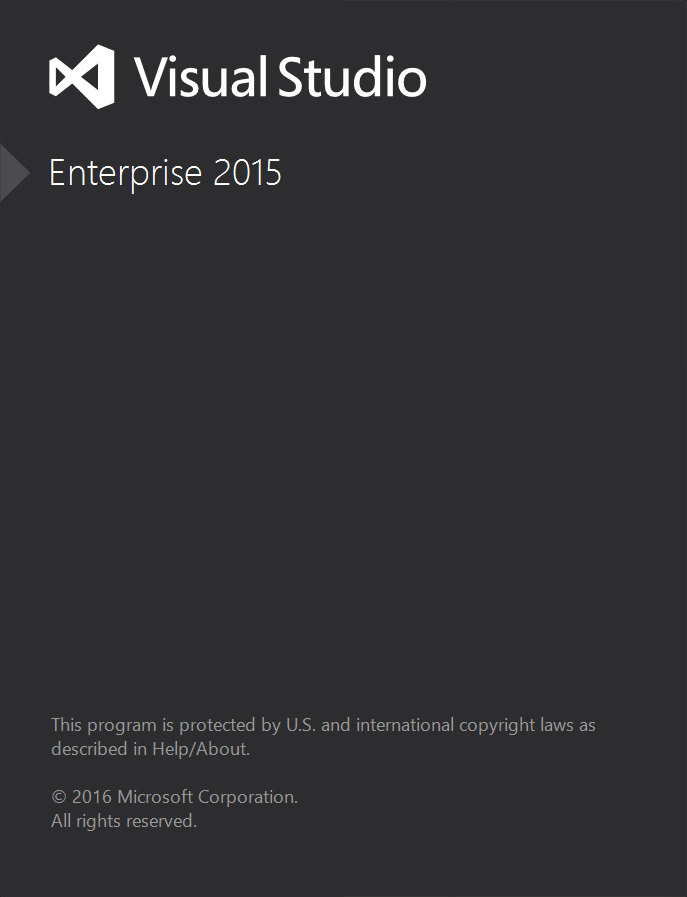 Visual Studio
Enterprise 2015
This program is protected by U.S. and international copyright laws as
described in Help/About.
© 2016 Microsoft Corporation.
All rights reserved.